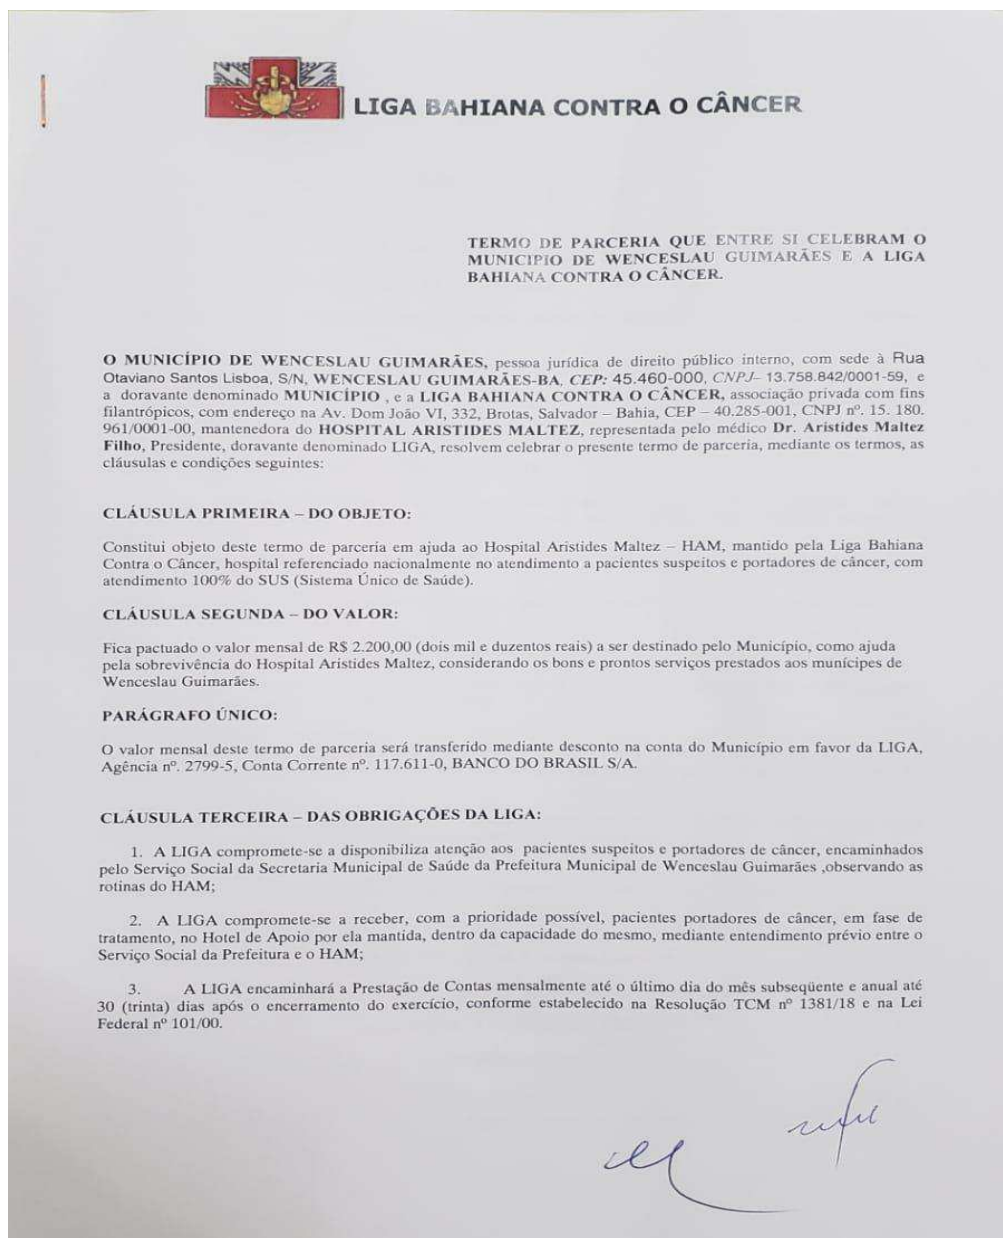 LIGA BAHIANA CONTRA O CÂNCER
TERMO DE PARCERIA QUE ENTRE SI CELEBRAM O
MUNICIPIO DE WENCESLAU GUIMARÃES E A LIGA
BAHIANA CONTRA O CÂNCER.
O MUNICÍPIO DE WENCESLAU GUIMARÃES, pessoa jurídica de direito público interno, com sede à Rua
Otaviano Santos Lisboa, S/N, WENCESLAU GUIMARÃES-BA, CEP: 45.460-000, CNPJ– 13.758.842/0001-59, e
a doravante denominado MUNICÍPIO , e a LIGA BAHIANA CONTRA O CÂNCER, associação privada com fins
filantrópicos, com endereço na Av. Dom João VI, 332, Brotas, Salvador – Bahia, CEP – 40.285-001, CNPJ nº. 15. 180.
961/0001-00, mantenedora do HOSPITAL ARISTIDES MALTEZ, representada pelo médico Dr. Aristides Maltez
Filho, Presidente, doravante denominado LIGA, resolvem celebrar o presente termo de parceria, mediante os termos, as
cláusulas e condições seguintes:
CLÁUSULA PRIMEIRA – DO OBJETO:
Constitui objeto deste termo de parceria em ajuda ao Hospital Aristides Maltez – HAM, mantido pela Liga Bahiana
Contra o Câncer, hospital referenciado nacionalmente no atendimento a pacientes suspeitos e portadores de câncer, com
atendimento 100% do SUS (Sistema Único de Saúde).
CLÁUSULA SEGUNDA – DO VALOR:
Fica pactuado o valor mensal de R$ 2.200,00 (dois mil e duzentos reais) a ser destinado pelo Município, como ajuda
pela sobrevivência do Hospital Aristides Maltez, considerando os bons e prontos serviços prestados aos munícipes de
Wenceslau Guimarães.
PARÁGRAFO ÚNICO:
O valor mensal deste termo de parceria será transferido mediante desconto na conta do Município em favor da LIGA,
Agência nº. 2799-5, Conta Corrente nº. 117.611-0, BANCO DO BRASIL S/A.
CLÁUSULA TERCEIRA – DAS OBRIGAÇÕES DA LIGA:
1. A LIGA compromete-se a disponibiliza atenção aos pacientes suspeitos e portadores de câncer, encaminhados
pelo Serviço Social da Secretaria Municipal de Saúde da Prefeitura Municipal de Wenceslau Guimarães ,observando as
rotinas do HAM;
2. A LIGA compromete-se a receber, com a prioridade possível, pacientes portadores de câncer, em fase de
tratamento, no Hotel de Apoio por ela mantida, dentro da capacidade do mesmo, mediante entendimento prévio entre o
Serviço Social da Prefeitura e o HAM;
3. A LIGA encaminhará a Prestação de Contas mensalmente até o último dia do mês subseqüente e anual até
30 (trinta) dias após o encerramento do exercício, conforme estabelecido na Resolução TCM nº 1381/18 e na Lei
Federal nº 101/00.